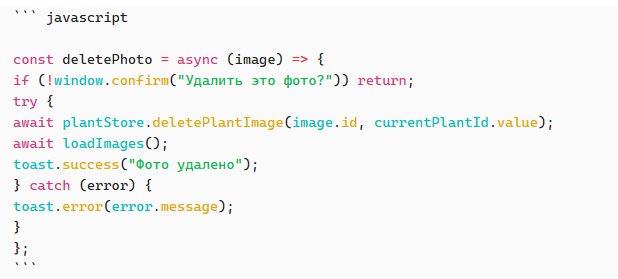 ``` javascript
const deletePhoto = async (image) => {
if (!window.confirm("Удалить это фото?")) return;
try {
await plantStore.deletePlantImage(image.id, currentPlantId.value);
await loadImages();
toast.success("Фото удалено");
} catch (error) {
toast.error(error.message);
}
};
```